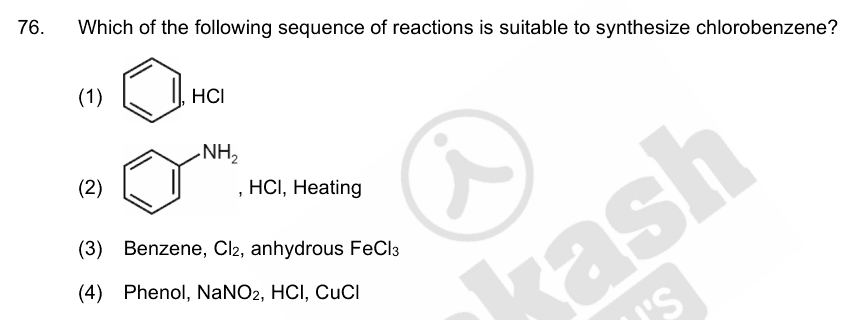 76. Which of the following sequence of reactions is suitable to synthesize chlorobenzene?
(1) , HCl
NH₂
(2) , HCl, Heating
(3) Benzene, Cl₂, anhydrous FeCl₃
(4) Phenol, NaNO₂, HCl, CuCl
kash
U'S